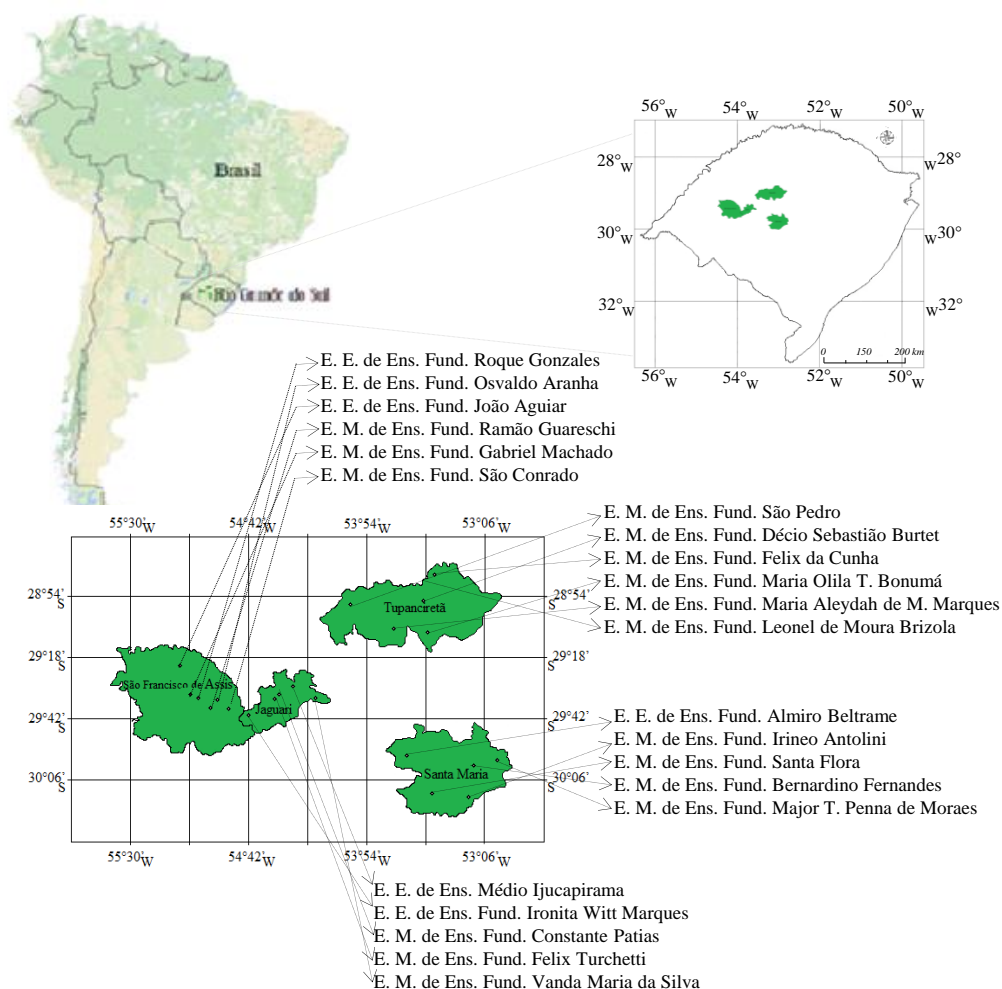 Brasil
Rio Grande do Sul
56°W 54°W 52°W 50°W
28°W 28°W
30°W 30°W
32°W 32°W
0 150 200 km
56°W 54°W 52°W 50°W
E. E. de Ens. Fund. Roque Gonzales
E. E. de Ens. Fund. Osvaldo Aranha
E. E. de Ens. Fund. João Aguiar
E. M. de Ens. Fund. Ramão Guareschi
E. M. de Ens. Fund. Gabriel Machado
E. M. de Ens. Fund. São Conrado
55°30'W 54°42'W 53°54'W 53°06'W
E. M. de Ens. Fund. São Pedro
E. M. de Ens. Fund. Décio Sebastião Burtet
E. M. de Ens. Fund. Felix da Cunha
E. M. de Ens. Fund. Maria Olila T. Bonumá
E. M. de Ens. Fund. Maria Aleydah de M. Marques
E. M. de Ens. Fund. Leonel de Moura Brizola
28°54'S 28°54'S
Tupanciretã
29°18'S 29°18'S
São Francisco de Assis
Jaguari
29°42'S 29°42'S
E. E. de Ens. Fund. Almiro Beltrame
E. M. de Ens. Fund. Irineo Antolini
E. M. de Ens. Fund. Santa Flora
E. M. de Ens. Fund. Bernardino Fernandes
E. M. de Ens. Fund. Major T. Penna de Moraes
Santa Maria
30°06'S 30°06'S
55°30'W 54°42'W 53°54'W 53°06'W
E. E. de Ens. Médio Ijucapirama
E. E. de Ens. Fund. Ironita Witt Marques
E. M. de Ens. Fund. Constante Patias
E. M. de Ens. Fund. Felix Turchetti
E. M. de Ens. Fund. Vanda Maria da Silva